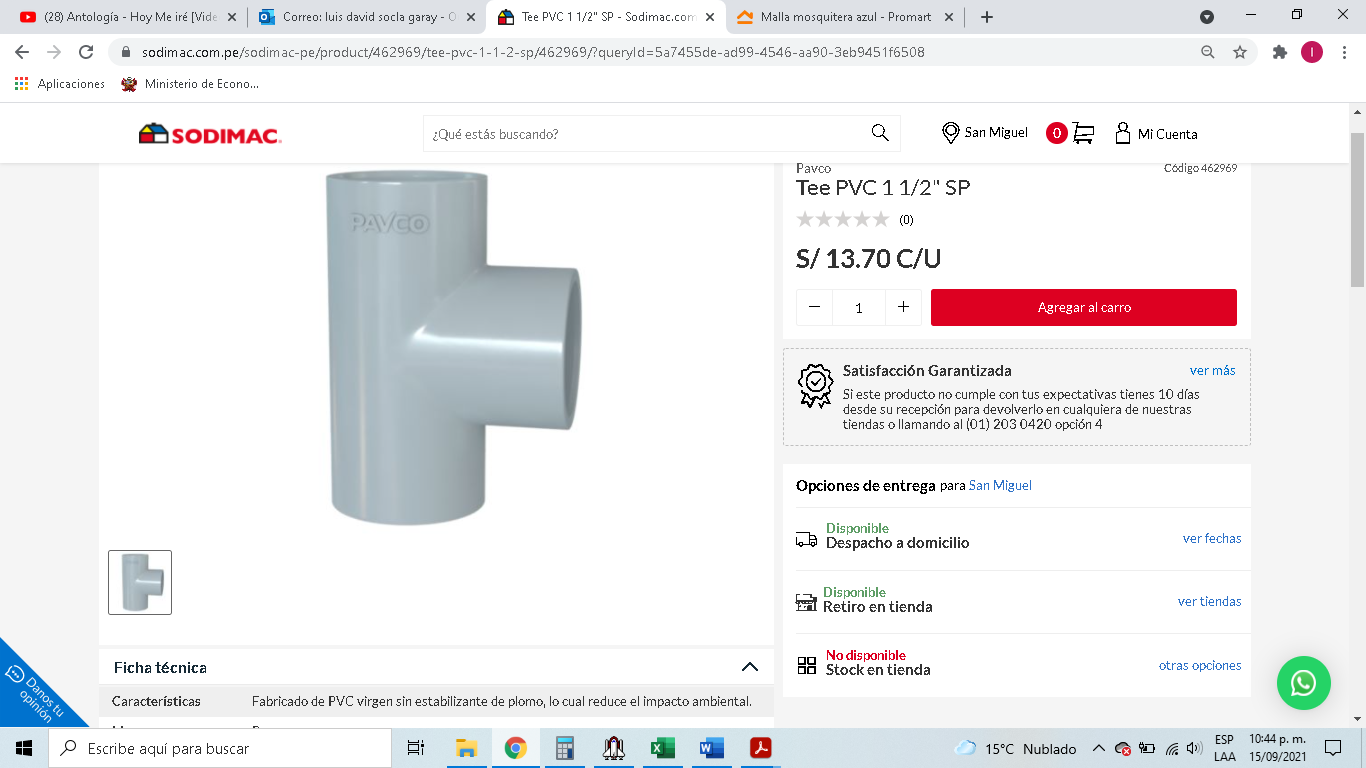 (28) Antología - Hoy Me iré [Vide
Correo: luis david socla garay - O
Tee PVC 1 1/2" SP - Sodimac.com
Malla mosquitera azul - Promart
sodimac.com.pe/sodimac-pe/product/462969/tee-pvc-1-1-2-sp/462969/?queryId=5a7455de-ad99-4546-aa90-3eb9451f6508
I
Aplicaciones
Ministerio de Econo...
SODIMAC
¿Qué estás buscando?
San Miguel
0
Mi Cuenta
PAVCO
Pavco
Código 462969
Tee PVC 1 1/2" SP
(0)
S/ 13.70 C/U
1
Agregar al carro
Satisfacción Garantizada
ver más
Si este producto no cumple con tus expectativas tienes 10 días
desde su recepción para devolverlo en cualquiera de nuestras
tiendas o llamando al (01) 203 0420 opción 4
Opciones de entrega para San Miguel
Disponible
Despacho a domicilio
ver fechas
Disponible
Retiro en tienda
ver tiendas
No disponible
Stock en tienda
otras opciones
Danos tu
opinión
Ficha técnica
Características
Fabricado de PVC virgen sin estabilizante de plomo, lo cual reduce el impacto ambiental.
Escribe aquí para buscar
15°C Nublado
ESP
LAA
10:44 p. m.
15/09/2021